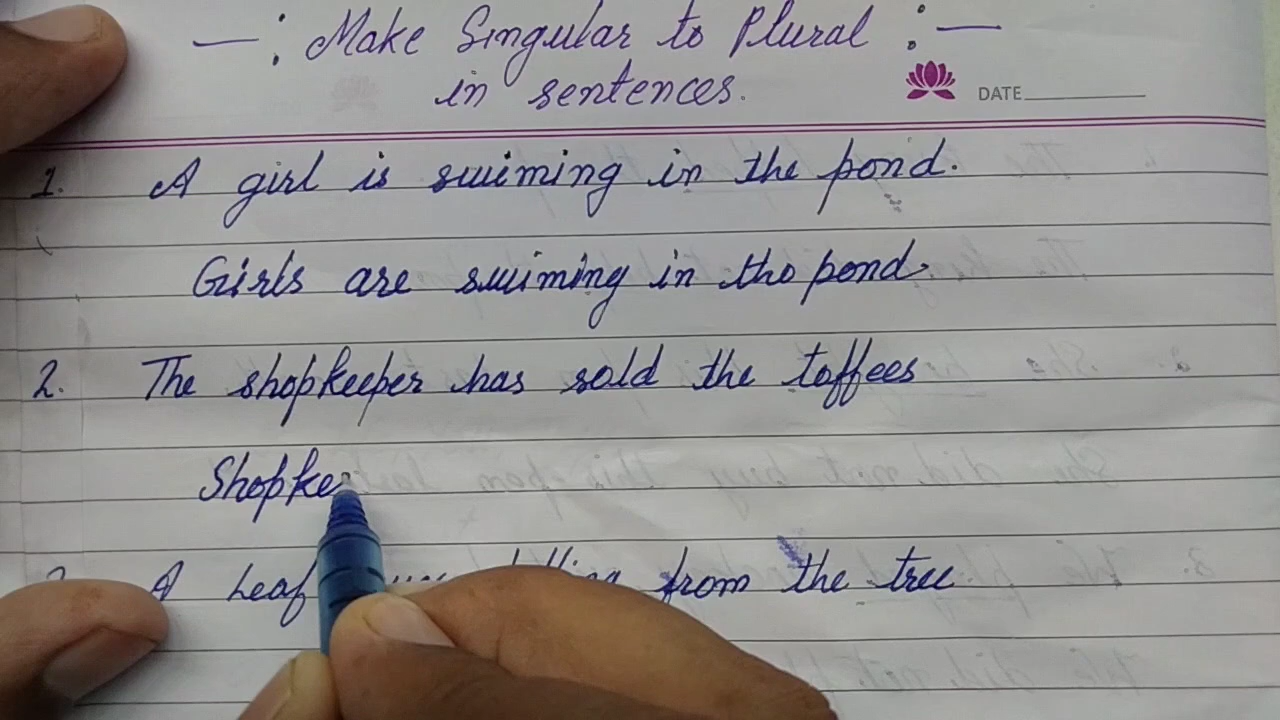 —: Make Singular to Plural :—
in sentences.
DATE
1. A girl is swiming in the pond.
Girls are swiming in the pond.
2. The shopkeeper has sold the toffees
Shopke
A leaf from the tree